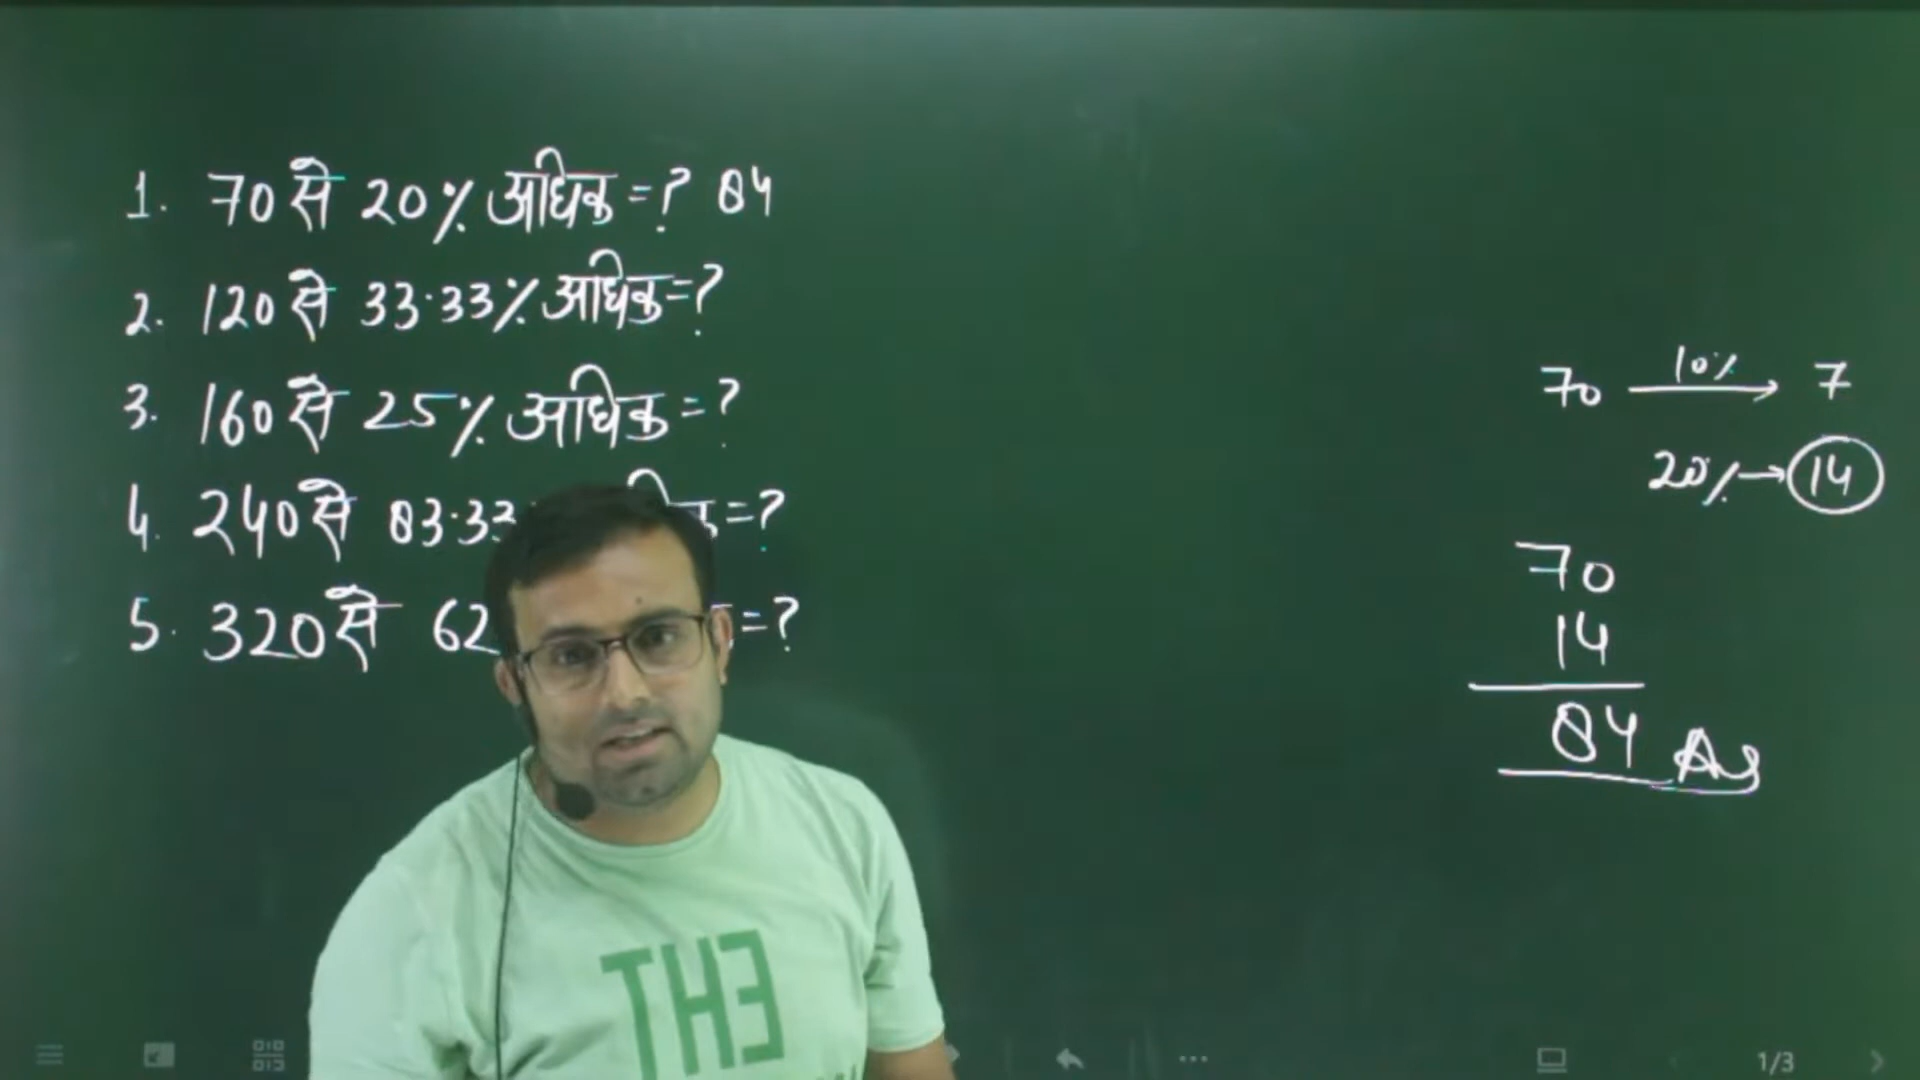 1. 70 से 20% अधिक = ? 84
2. 120 से 33.33% अधिक = ?
3. 160 से 25% अधिक = ?
4. 240 से 83.33 = ?
5. 320 से 62 = ?
70 10% → 7
20% → 14
70
14
84 Ans
TH3
1/3